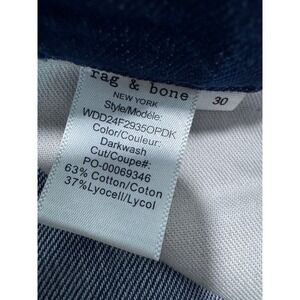 rag & bone
NEW YORK
30
Style/Modéle:
WDD24F2935OPDK
Color/Couleur:
Darkwash
Cut/Coupe#:
PO-00069346
63% Cotton/Coton
37%Lyocell/Lycol